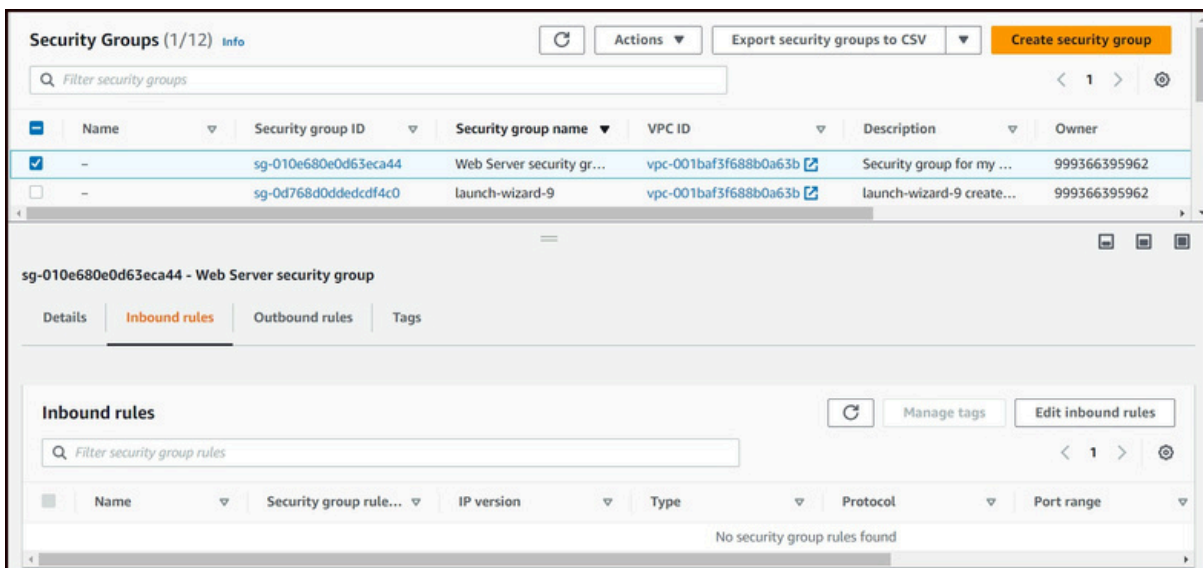 Security Groups (1/12) Info
Actions ▼ Export security groups to CSV ▼ Create security group
Filter security groups
< 1 >
Name Security group ID Security group name ▼ VPC ID Description Owner
– sg-010e680e0d63eca44 Web Server security gr... vpc-001baf3f688b0a63b Security group for my ... 999366395962
– sg-0d768d0ddedcdf4c0 launch-wizard-9 vpc-001baf3f688b0a63b launch-wizard-9 create... 999366395962
sg-010e680e0d63eca44 - Web Server security group
Details Inbound rules Outbound rules Tags
Inbound rules
Manage tags Edit inbound rules
Filter security group rules
< 1 >
Name Security group rule... IP version Type Protocol Port range
No security group rules found